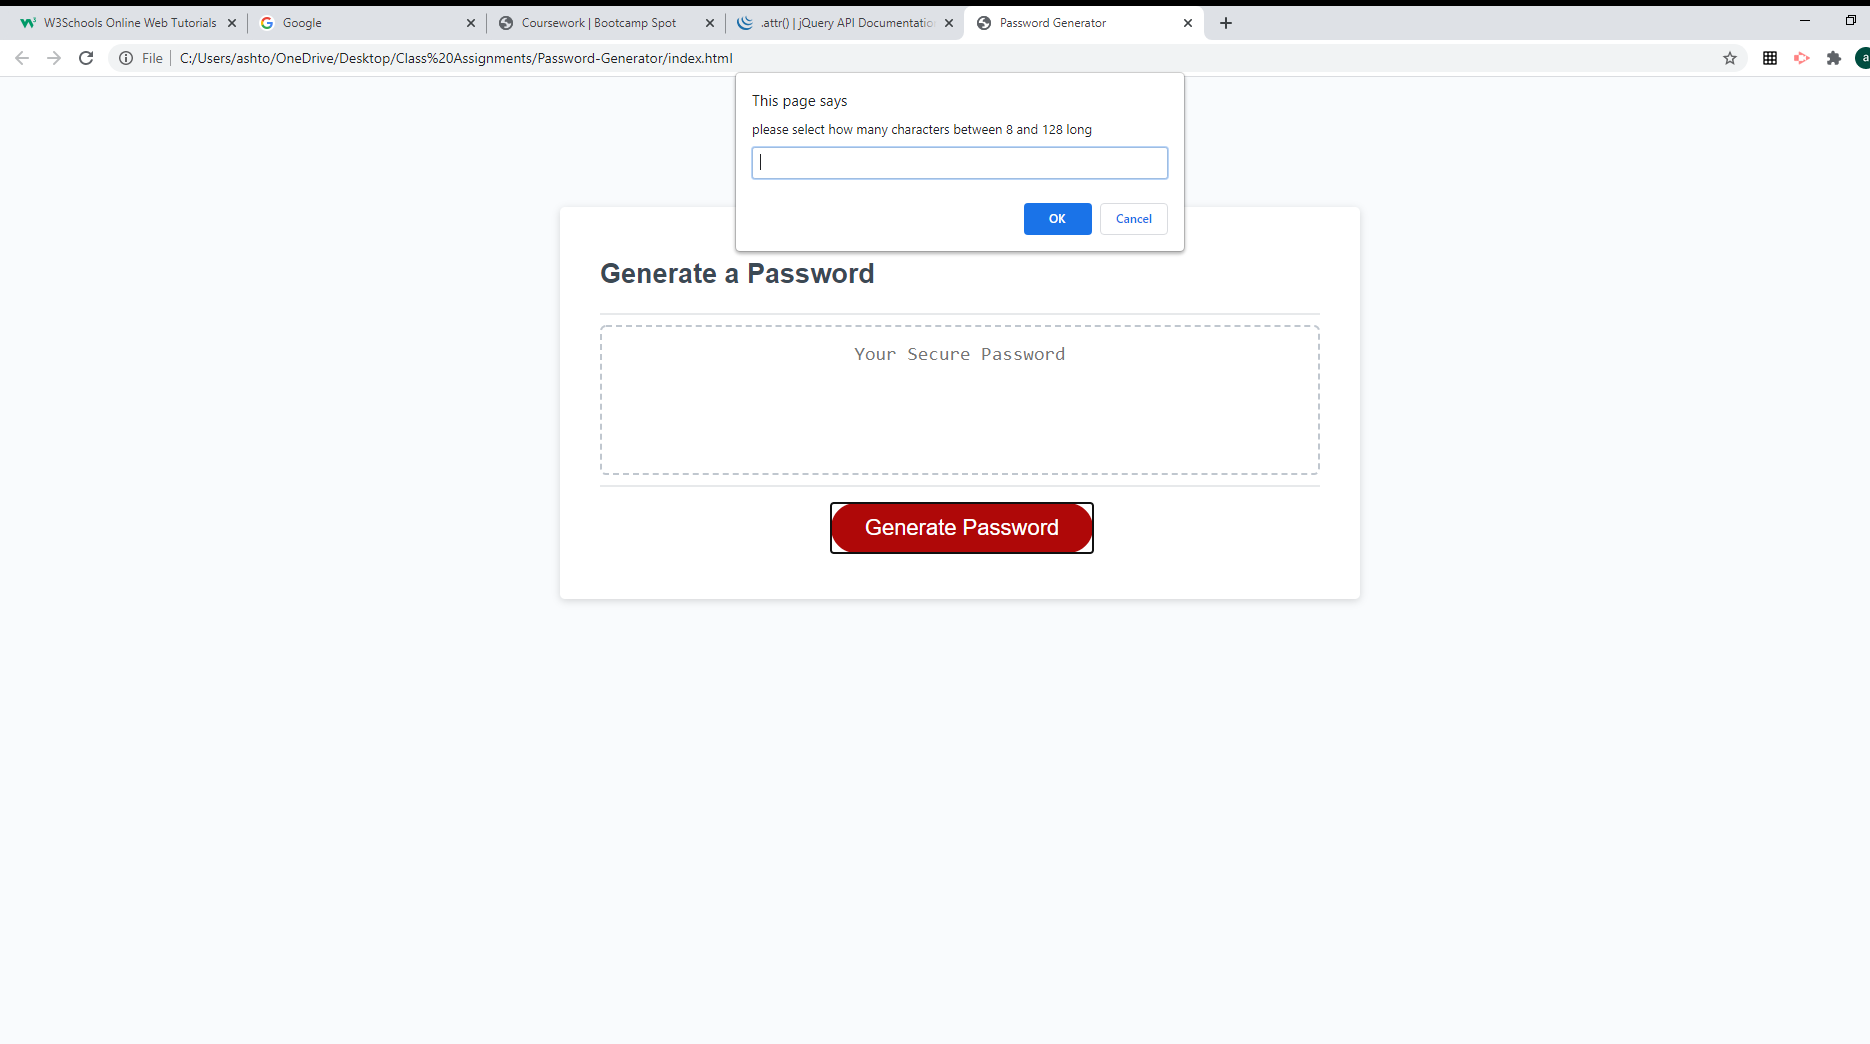 W3Schools Online Web Tutorials
Google
Coursework | Bootcamp Spot
.attr() | jQuery API Documentatio
Password Generator
File
C:/Users/ashto/OneDrive/Desktop/Class%20Assignments/Password-Generator/index.html
a
This page says
please select how many characters between 8 and 128 long
OK
Cancel
Generate a Password
Your Secure Password
Generate Password